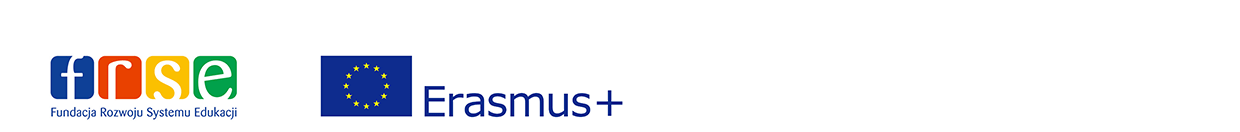 frse
Fundacja Rozwoju Systemu Edukacji
Erasmus+